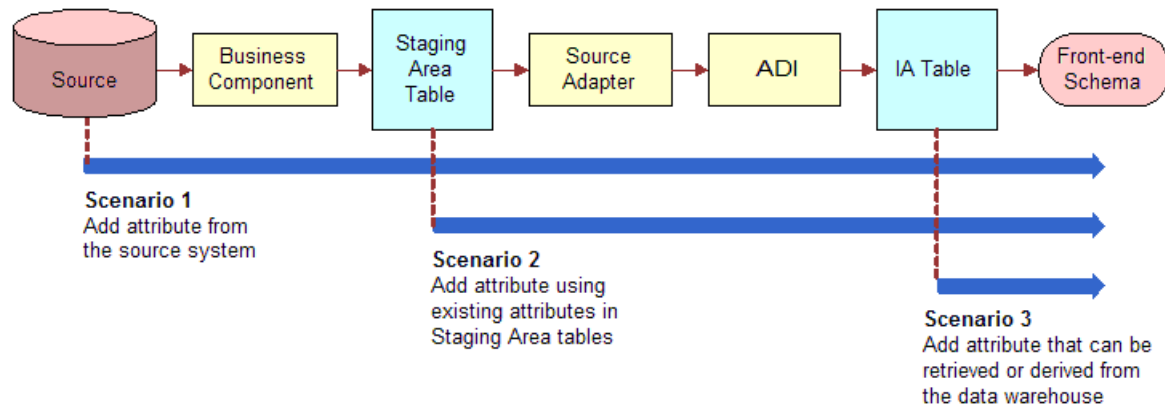 Source
Business
Component
Staging
Area
Table
Source
Adapter
ADI
IA Table
Front-end
Schema
Scenario 1
Add attribute from
the source system
Scenario 2
Add attribute using
existing attributes in
Staging Area tables
Scenario 3
Add attribute that can be
retrieved or derived from
the data warehouse